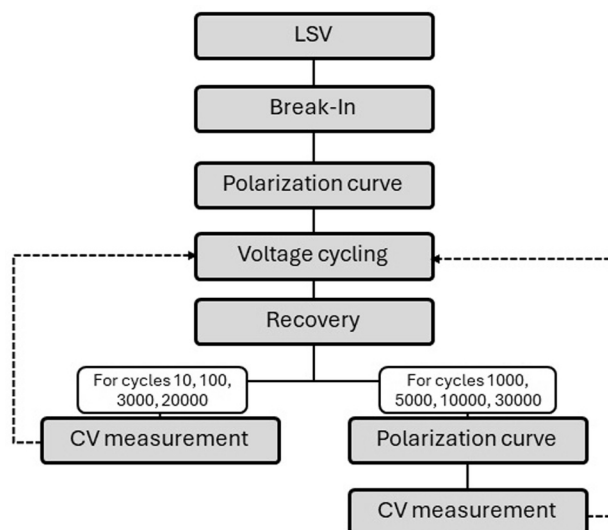 LSV
Break-In
Polarization curve
Voltage cycling
Recovery
For cycles 10, 100,
3000, 20000
CV measurement
For cycles 1000,
5000, 10000, 30000
Polarization curve
CV measurement